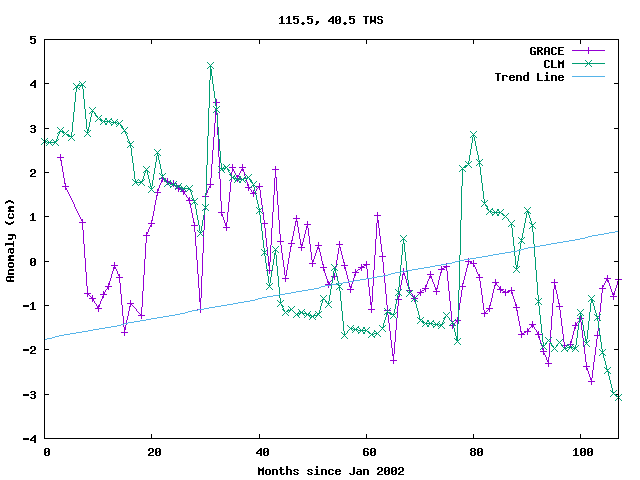 115.5, 40.5 TWS
GRACE
CLM
Trend Line
5
4
3
2
1
0
-1
-2
-3
-4
Anomaly (cm)
0 20 40 60 80 100
Months since Jan 2002